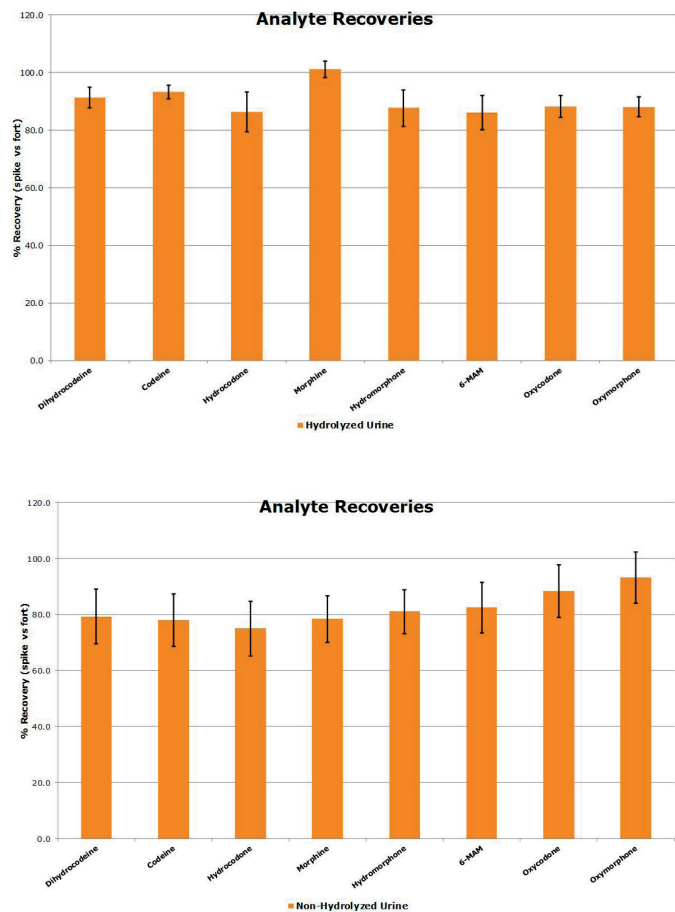 Analyte Recoveries
% Recovery (spike vs fort)
120.0
100.0
80.0
60.0
40.0
20.0
0.0
Dihydrocodeine
Codeine
Hydrocodone
Morphine
Hydromorphone
6-MAM
Oxycodone
Oxymorphone
Hydrolyzed Urine
Analyte Recoveries
% Recovery (spike vs fort)
120.0
100.0
80.0
60.0
40.0
20.0
0.0
Dihydrocodeine
Codeine
Hydrocodone
Morphine
Hydromorphone
6-MAM
Oxycodone
Oxymorphone
Non-Hydrolyzed Urine